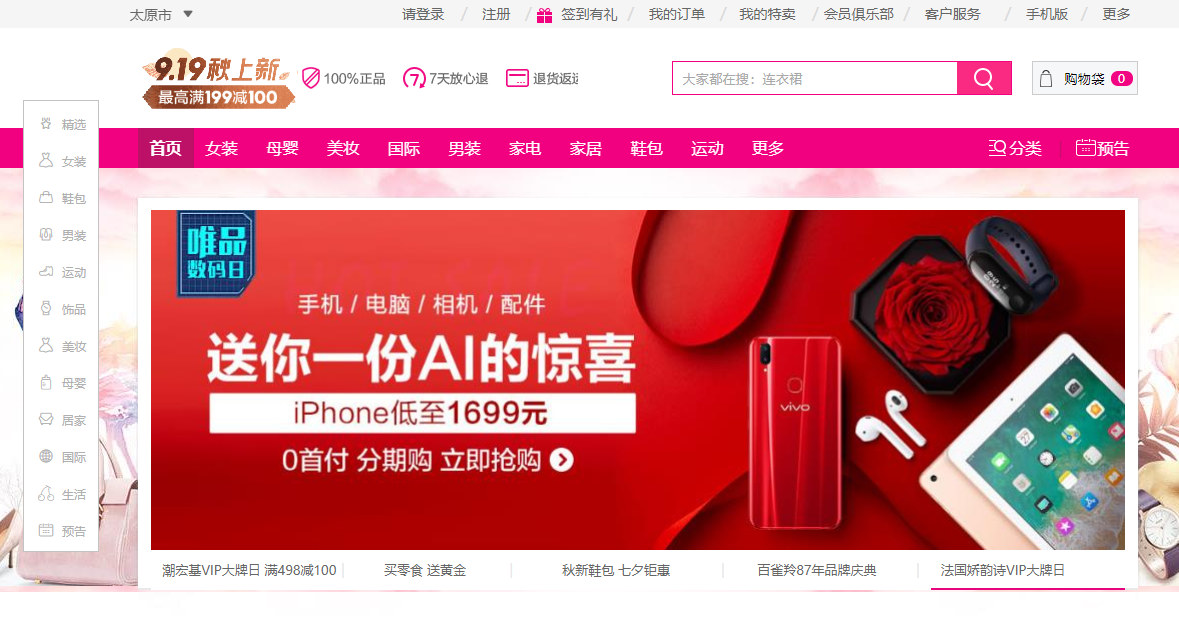 太原市 请登录 / 注册 / 签到有礼 / 我的订单 / 我的特卖 / 会员俱乐部 / 客户服务 / 手机版 / 更多
9.19秋上新
最高满199减100
100%正品 7天放心退 退货返运
大家都在搜：连衣裙
购物袋 0
首页 女装 母婴 美妆 国际 男装 家电 家居 鞋包 运动 更多 分类 预告
精选
女装
鞋包
男装
运动
饰品
美妆
母婴
居家
国际
生活
预告
唯品
数码日
手机 / 电脑 / 相机 / 配件
送你一份AI的惊喜
iPhone低至1699元
0首付 分期购 立即抢购
vivo
潮宏基VIP大牌日 满498减100 买零食 送黄金 秋新鞋包 七夕钜惠 百雀羚87年品牌庆典 法国娇韵诗VIP大牌日